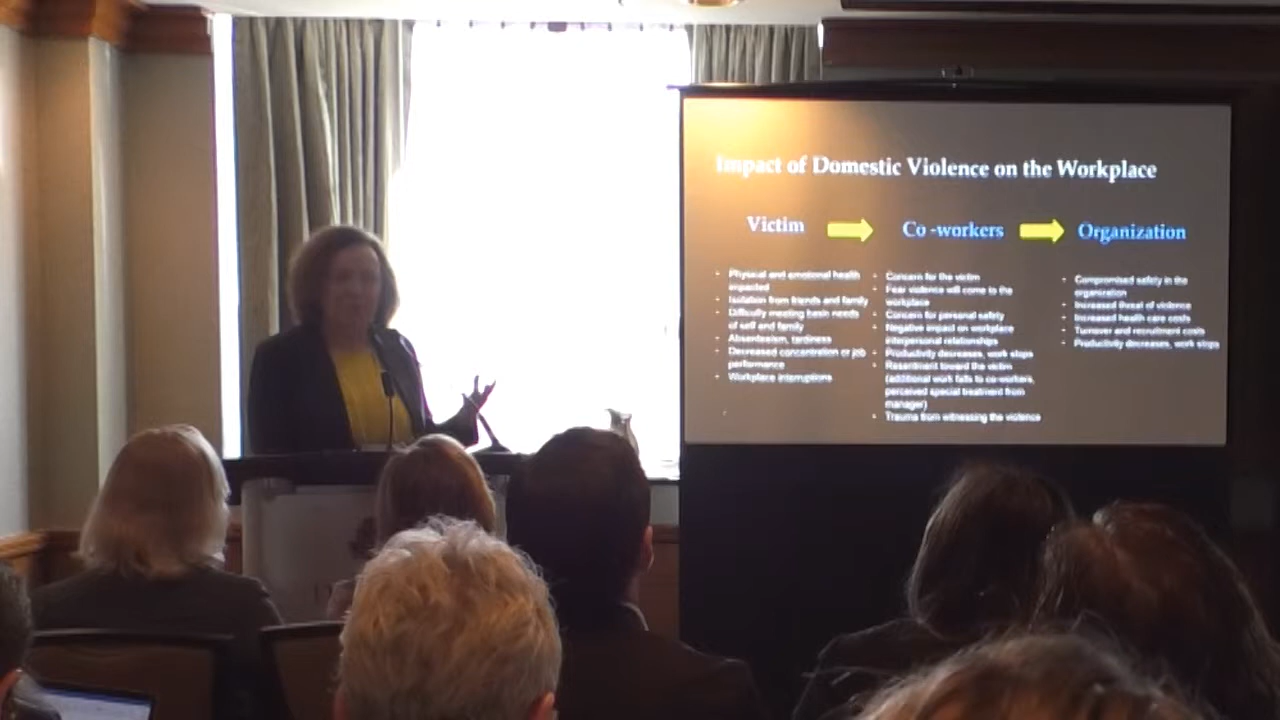 Impact of Domestic Violence on the Workplace
Victim
Co -workers
Organization
Physical and emotional health
impacted
Isolation from friends and family
Difficulty meeting basic needs
of self and family
Absenteeism, tardiness
Decreased concentration or job
performance
Workplace interruptions
Concern for the victim
Fear violence will come to the
workplace
Concern for personal safety
Negative impact on workplace
interpersonal relationships
Productivity decreases, work stops
Resentment toward the victim
(additional work falls to co-workers,
perceived special treatment from
manager)
Trauma from witnessing the violence
Compromised safety in the
organization
Increased threat of violence
Increased health care costs
Turnover and recruitment costs
Productivity decreases, work stops